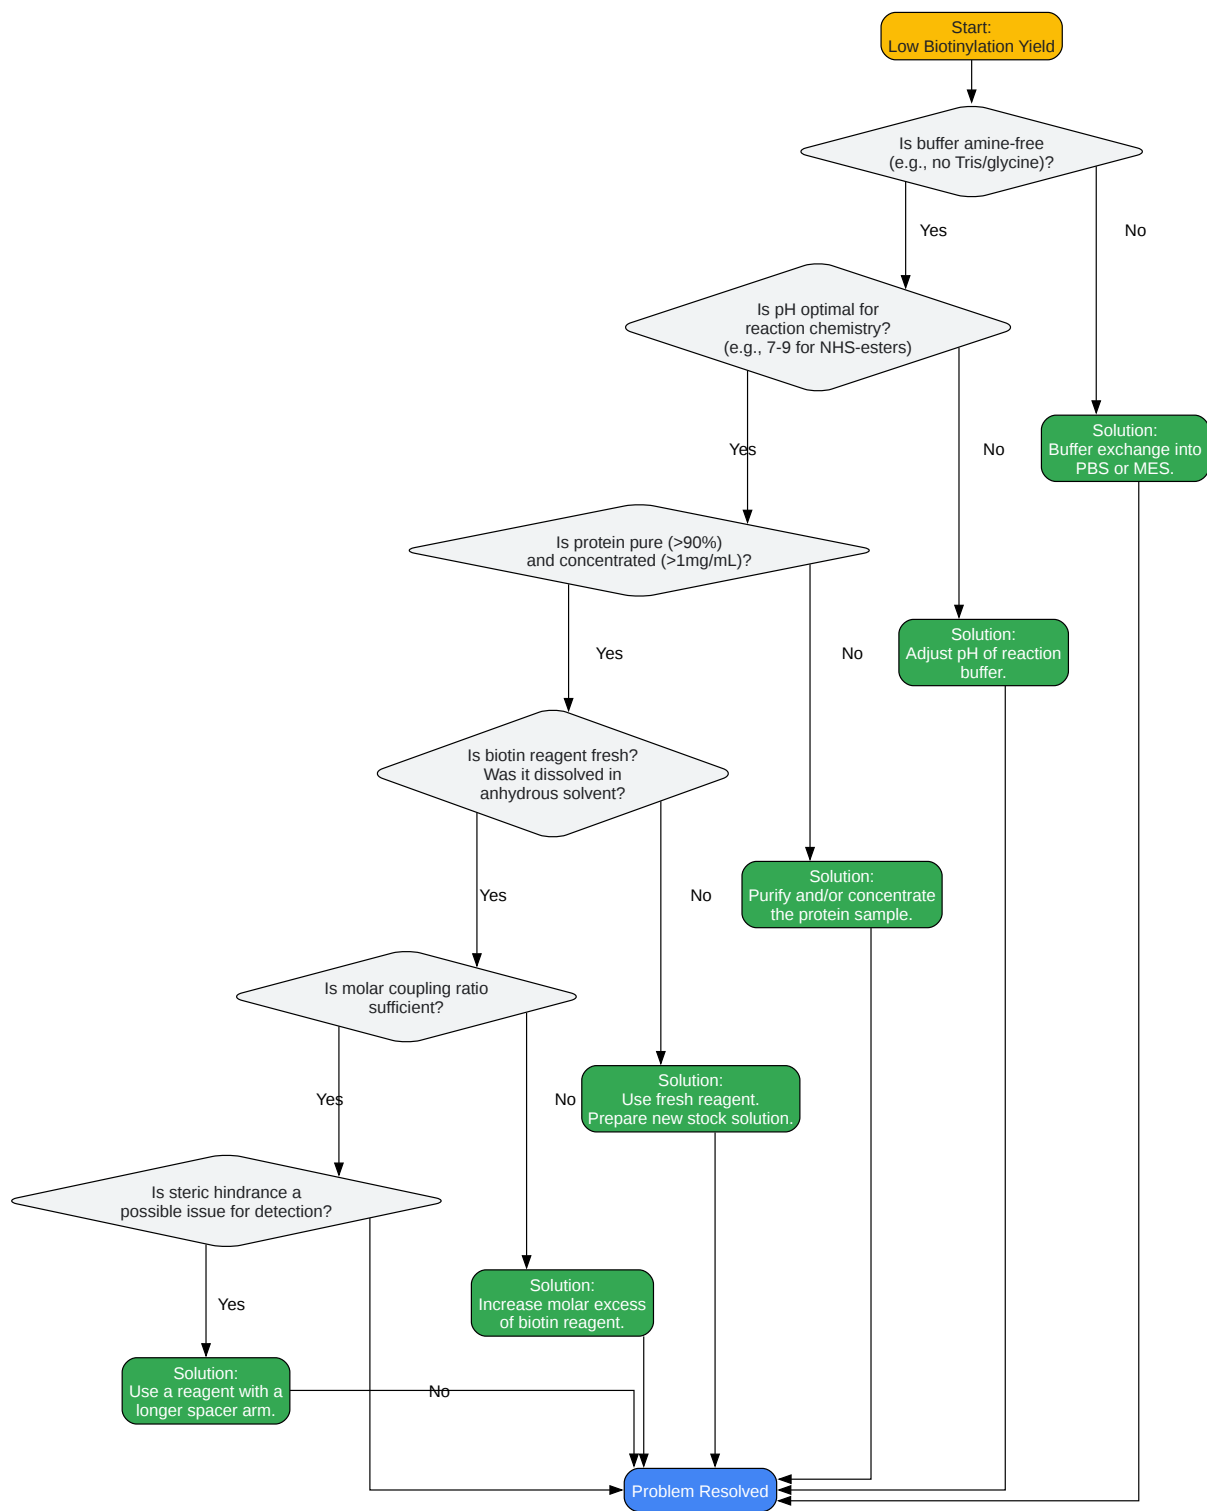 Start:
Low Biotinylation Yield
Is buffer amine-free
(e.g., no Tris/glycine)?
Yes
No
Is pH optimal for
reaction chemistry?
(e.g., 7-9 for NHS-esters)
Yes
No
Solution:
Buffer exchange into
PBS or MES.
Is protein pure (>90%)
and concentrated (>1mg/mL)?
Yes
No
Solution:
Adjust pH of reaction
buffer.
Is biotin reagent fresh?
Was it dissolved in
anhydrous solvent?
Yes
No
Solution:
Purify and/or concentrate
the protein sample.
Is molar coupling ratio
sufficient?
Yes
No
Solution:
Use fresh reagent.
Prepare new stock solution.
Is steric hindrance a
possible issue for detection?
Yes
Solution:
Increase molar excess
of biotin reagent.
Solution:
Use a reagent with a
longer spacer arm.
No
Problem Resolved